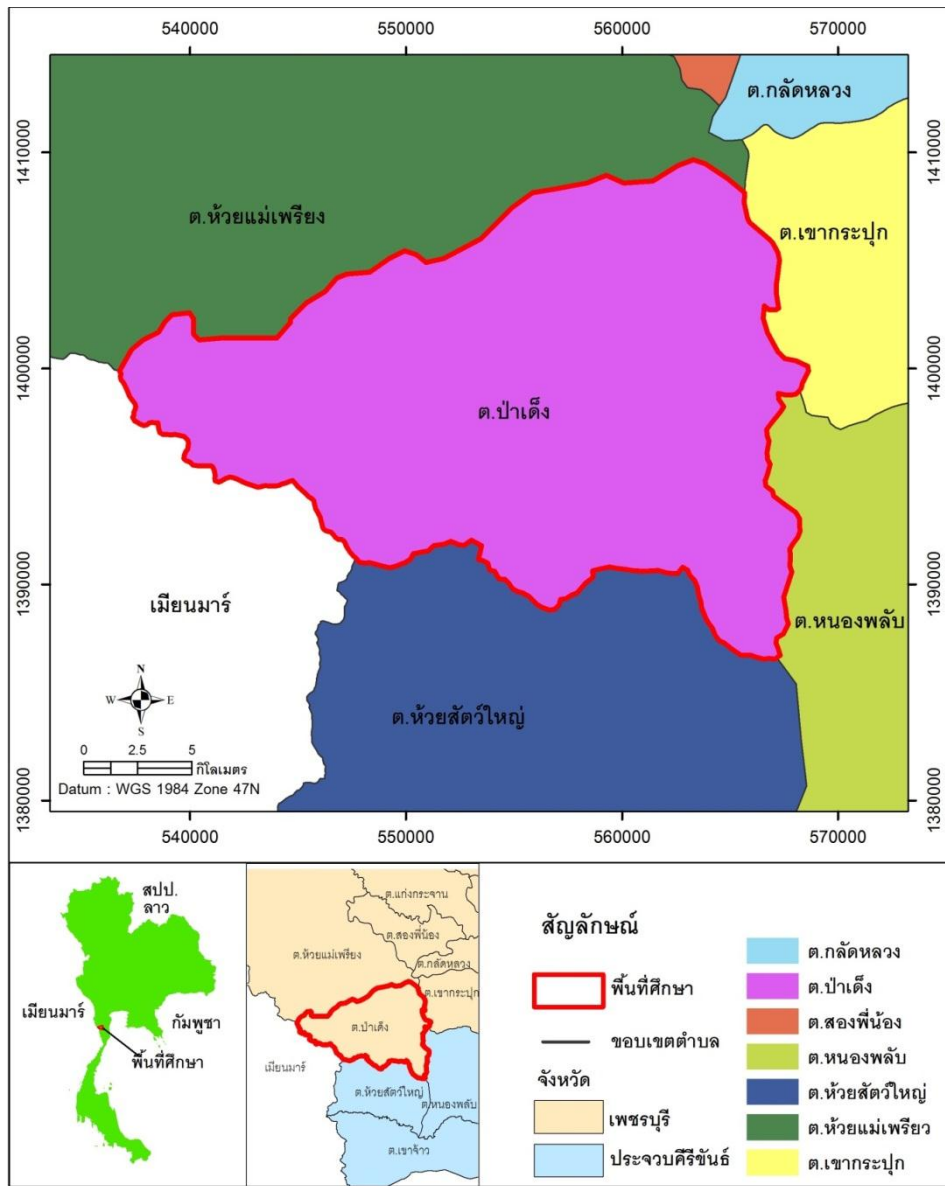 540000 550000 560000 570000
ต.กลัดหลวง
1410000 1410000
ต.ห้วยแม่เพรียง
ต.เขากระปุก
1400000 1400000
ต.ป่าเด็ง
1390000 1390000
เมียนมาร์
ต.หนองพลับ
N
W E
S
ต.ห้วยสัตว์ใหญ่
0 2.5 5
กิโลเมตร
Datum : WGS 1984 Zone 47N
1380000 1380000
540000 550000 560000 570000
สปป.
ลาว
เมียนมาร์
กัมพูชา
พื้นที่ศึกษา
ต.แก่งกระจาน
ต.สองพี่น้อง
ต.ห้วยแม่เพรียง
ต.กลัดหลวง
ต.เขากระปุก
ต.ป่าเด็ง
เมียนมาร์
ต.ห้วยสัตว์ใหญ่
ต.หนองพลับ
ต.เขาจ้าว
สัญลักษณ์
พื้นที่ศึกษา
ขอบเขตตำบล
จังหวัด
เพชรบุรี
ประจวบคีรีขันธ์
ต.กลัดหลวง
ต.ป่าเด็ง
ต.สองพี่น้อง
ต.หนองพลับ
ต.ห้วยสัตว์ใหญ่
ต.ห้วยแม่เพรียว
ต.เขากระปุก